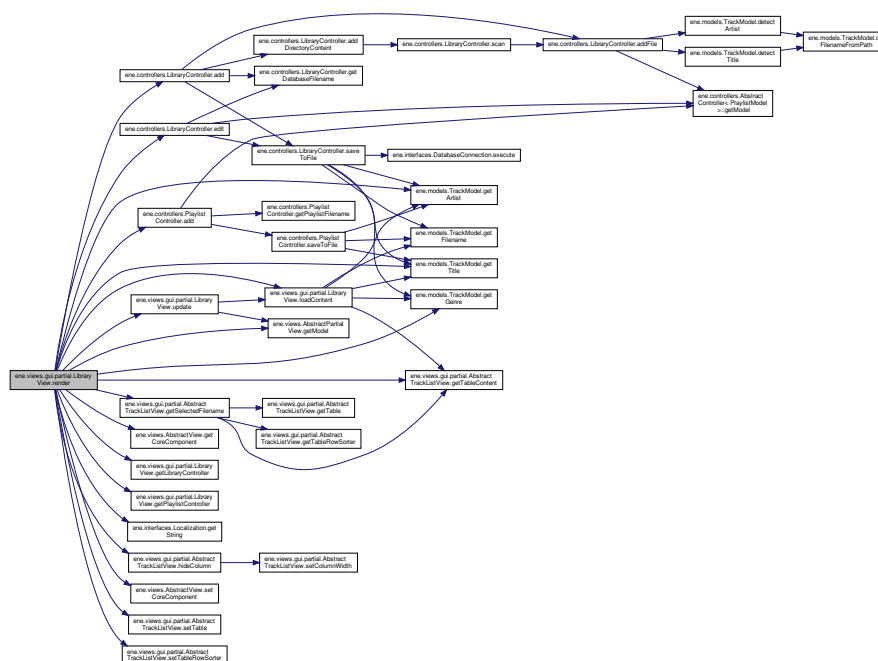 ene.models.TrackModel.detect
Artist
ene.models.TrackModel.
FilenameFromPath
ene.controllers.LibraryController.add
DirectoryContent
ene.controllers.LibraryController.scan
ene.controllers.LibraryController.addFile
ene.models.TrackModel.detect
Title
ene.controllers.LibraryController.add
ene.controllers.LibraryController.get
DatabaseFilename
ene.controllers.Abstract
Controller< PlaylistModel
>::getModel
ene.controllers.LibraryController.edit
ene.controllers.LibraryController.save
ToFile
ene.interfaces.DatabaseConnection.execute
ene.models.TrackModel.get
Artist
ene.controllers.Playlist
Controller.add
ene.controllers.Playlist
Controller.getPlaylistFilename
ene.controllers.Playlist
Controller.saveToFile
ene.models.TrackModel.get
Filename
ene.models.TrackModel.get
Title
ene.views.gui.partial.Library
View.update
ene.views.gui.partial.Library
View.loadContent
ene.models.TrackModel.get
Genre
ene.views.AbstractPartial
View.getModel
ene.views.gui.partial.Library
View.render
ene.views.gui.partial.Abstract
TrackListView.getTableContent
ene.views.gui.partial.Abstract
TrackListView.getSelectedFilename
ene.views.gui.partial.Abstract
TrackListView.getTable
ene.views.AbstractView.get
CoreComponent
ene.views.gui.partial.Abstract
TrackListView.getTableRowSorter
ene.views.gui.partial.Library
View.getLibraryController
ene.views.gui.partial.Library
View.getPlaylistController
ene.interfaces.Localization.get
String
ene.views.gui.partial.Abstract
TrackListView.hideColumn
ene.views.gui.partial.Abstract
TrackListView.setColumnWidth
ene.views.AbstractView.set
CoreComponent
ene.views.gui.partial.Abstract
TrackListView.setTable
ene.views.gui.partial.Abstract
TrackListView.setTableRowSorter